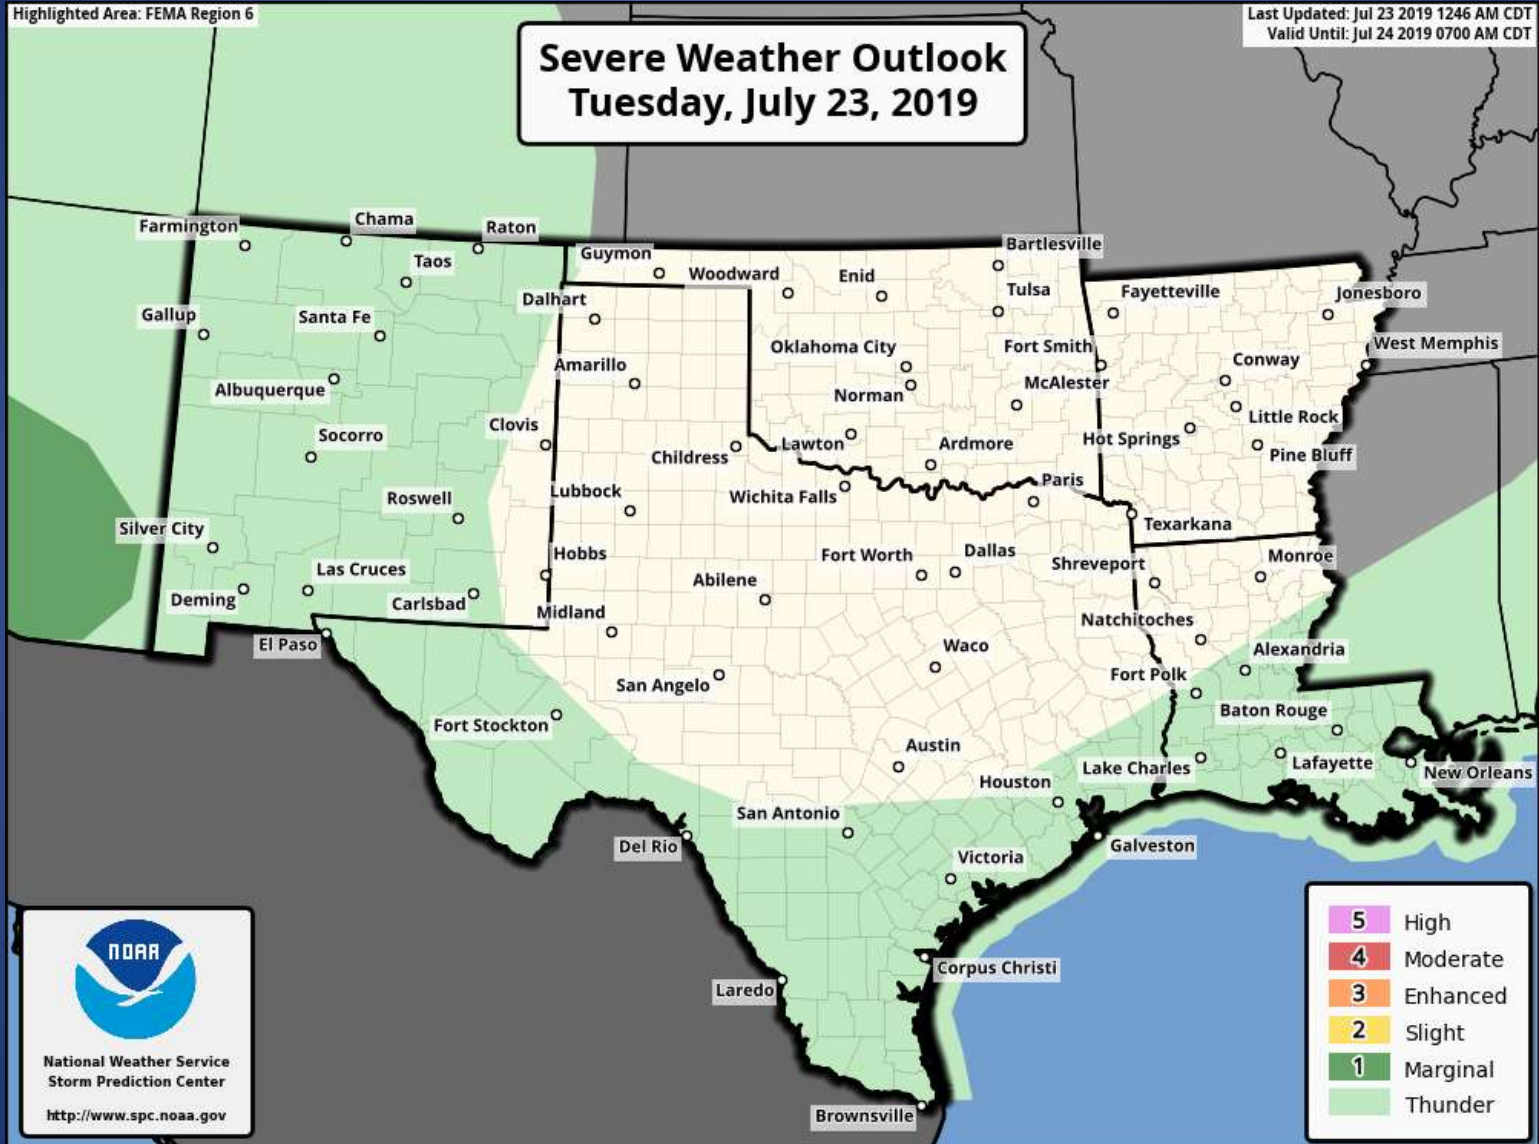 Highlighted Area: FEMA Region 6
Last Updated: Jul 23 2019 1246 AM CDT
Valid Until: Jul 24 2019 0700 AM CDT
Severe Weather Outlook
Tuesday, July 23, 2019
Farmington
Chama
Raton
Taos
Gallup
Santa Fe
Albuquerque
Socorro
Clovis
Roswell
Silver City
Las Cruces
Deming
Carlsbad
Hobbs
Guymon
Woodward
Enid
Bartlesville
Tulsa
Oklahoma City
Norman
McAlester
Lawton
Ardmore
Fayetteville
Jonesboro
West Memphis
Fort Smith
Conway
Little Rock
Hot Springs
Pine Bluff
Texarkana
Dalhart
Amarillo
Childress
Lubbock
Wichita Falls
Paris
Fort Worth
Dallas
Abilene
Midland
El Paso
San Angelo
Waco
Fort Stockton
Austin
Houston
San Antonio
Del Rio
Victoria
Galveston
Corpus Christi
Laredo
Brownsville
Shreveport
Monroe
Natchitoches
Alexandria
Fort Polk
Baton Rouge
Lake Charles
Lafayette
New Orleans
NOAA
National Weather Service
Storm Prediction Center
http://www.spc.noaa.gov
5 High
4 Moderate
3 Enhanced
2 Slight
1 Marginal
Thunder